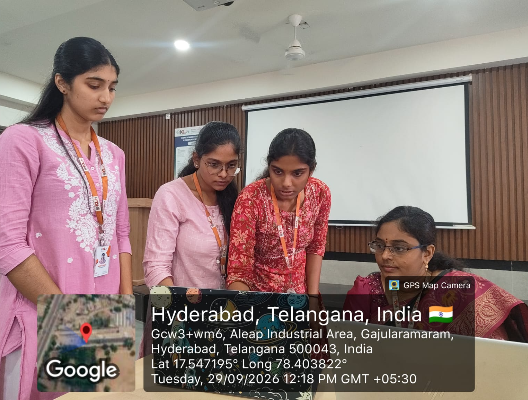 GPS Map Camera
Hyderabad, Telangana, India
Gcw3+wm6, Aleap Industrial Area, Gajularamaram,
Hyderabad, Telangana 500043, India
Lat 17.547195° Long 78.403822°
Tuesday, 29/09/2026 12:18 PM GMT +05:30
Google